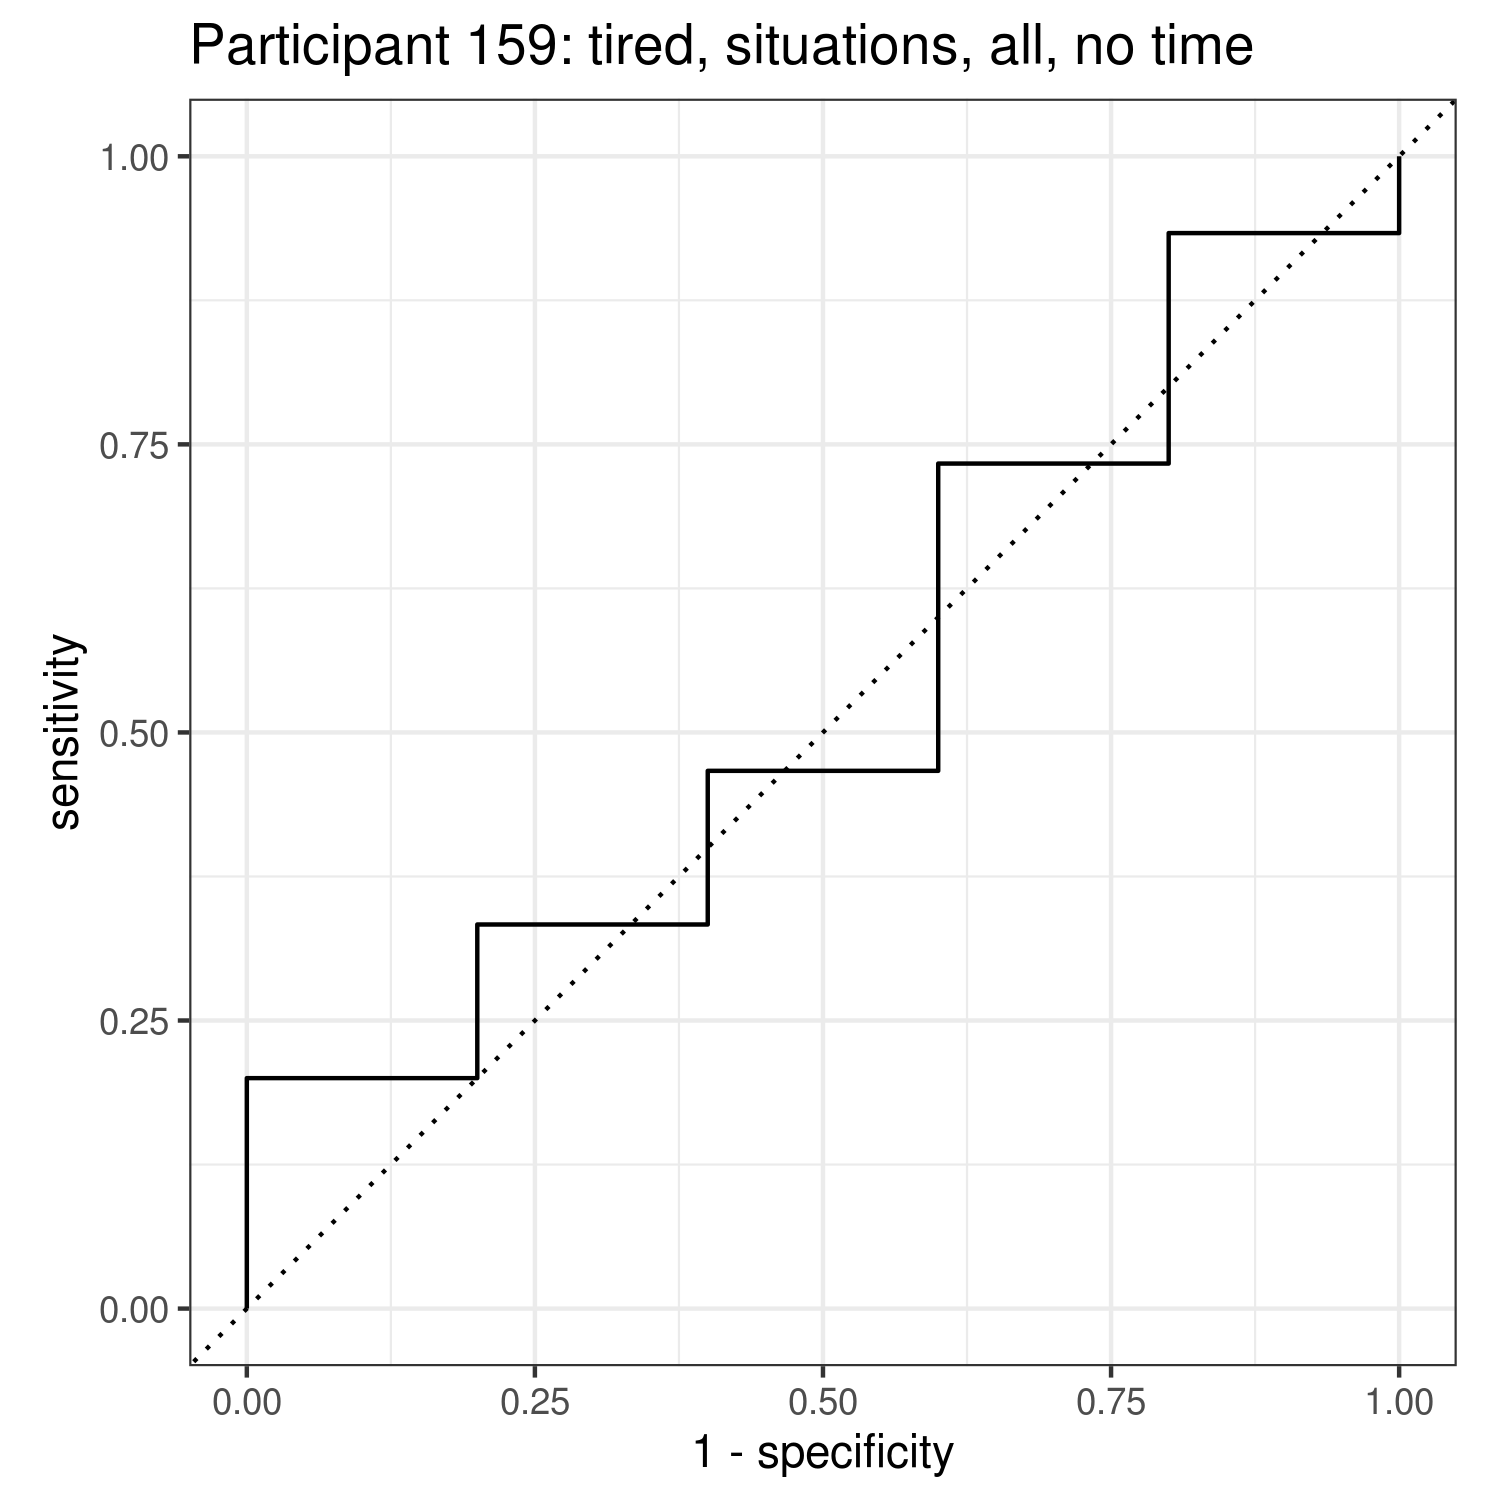 Participant 159: tired, situations, all, no time
1.00
0.75
0.50
0.25
0.00
sensitivity
0.00 0.25 0.50 0.75 1.00
1 - specificity